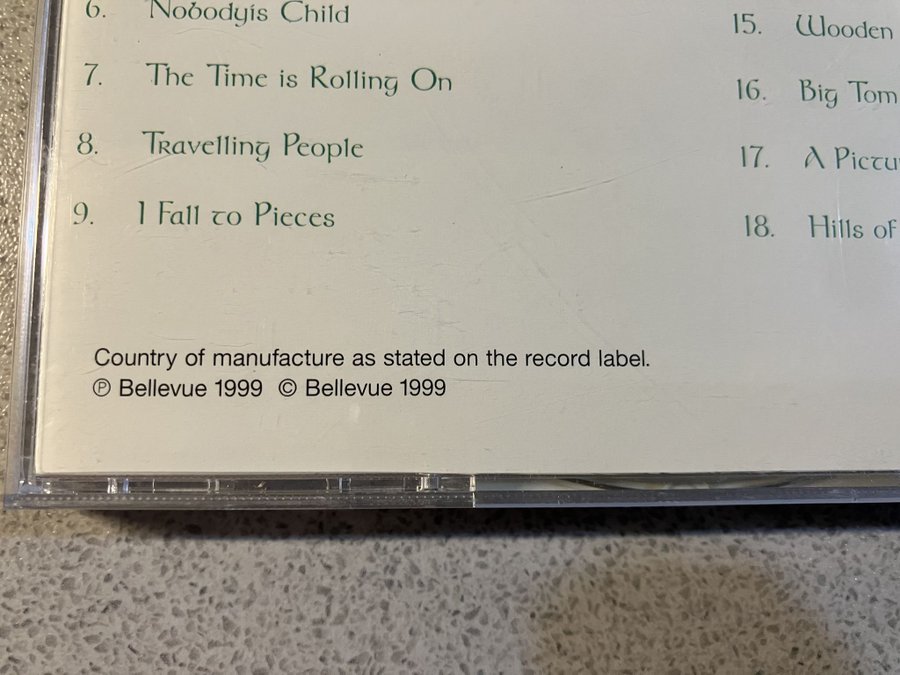 6. Nobodyis Child
7. The Time is Rolling On
8. Travelling People
9. I Fall to Pieces
15. Wooden
16. Big Tom
17. A Pictu
18. Hills of
Country of manufacture as stated on the record label.
℗ Bellevue 1999 © Bellevue 1999